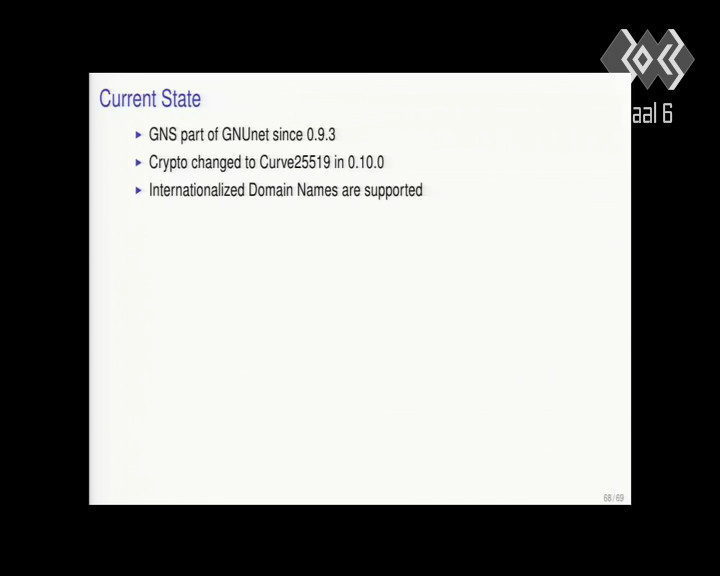 Current State
GNS part of GNUnet since 0.9.3
Crypto changed to Curve25519 in 0.10.0
Internationalized Domain Names are supported
68/69
aal 6